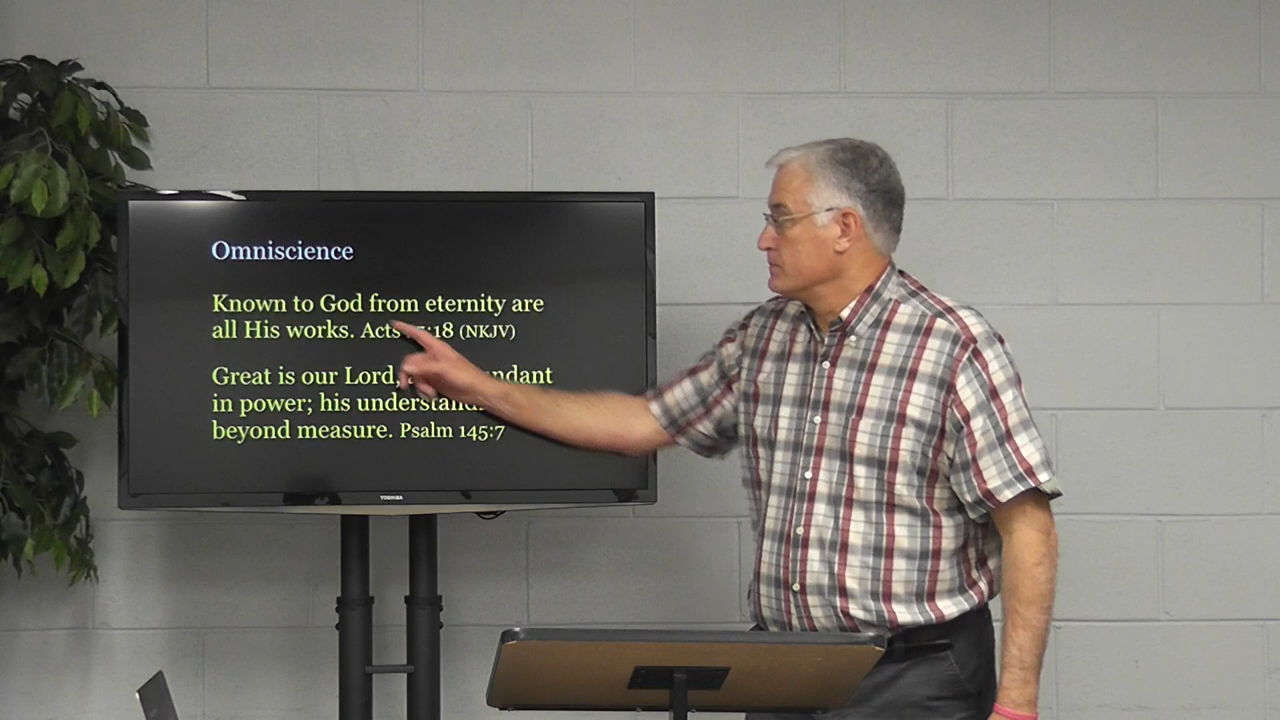 Omniscience
Known to God from eternity are
all His works. Acts :18 (NKJV)
Great is our Lord,
in power; his
beyond measure. Psalm 145:7
TOSHIBA